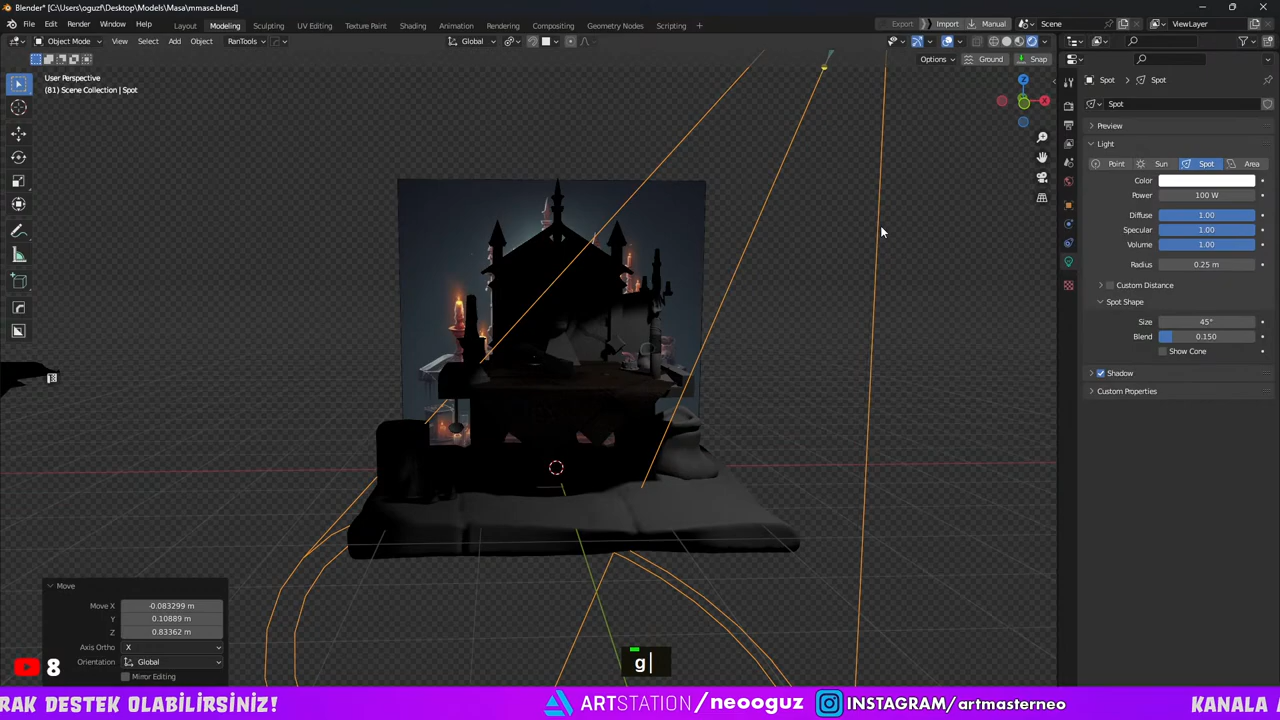 Blender* [C:\Users\oguzf\Desktop\Models\Masa\mmase.blend]
File Edit Render Window Help Layout Modeling Sculpting UV Editing Texture Paint Shading Animation Rendering Compositing Geometry Nodes Scripting + Export Import Manual Scene ViewLayer
Object Mode View Select Add Object RanTools Global
Options Ground Snap
User Perspective
(81) Scene Collection | Spot
Z
X
Spot Spot
Spot
Preview
Light
Point Sun Spot Area
Color
Power 100 W
Diffuse 1.00
Specular 1.00
Volume 1.00
Radius 0.25 m
Custom Distance
Spot Shape
Size 45°
Blend 0.150
Show Cone
Shadow
Custom Properties
Move
Move X -0.083299 m
Y 0.10889 m
Z 0.83362 m
Axis Ortho X
Orientation Global
Mirror Editing
8
g
RAK DESTEK OLABİLİRSİNİZ!
ARTSTATION/neooguz
INSTAGRAM/artmasterneo
KANALA